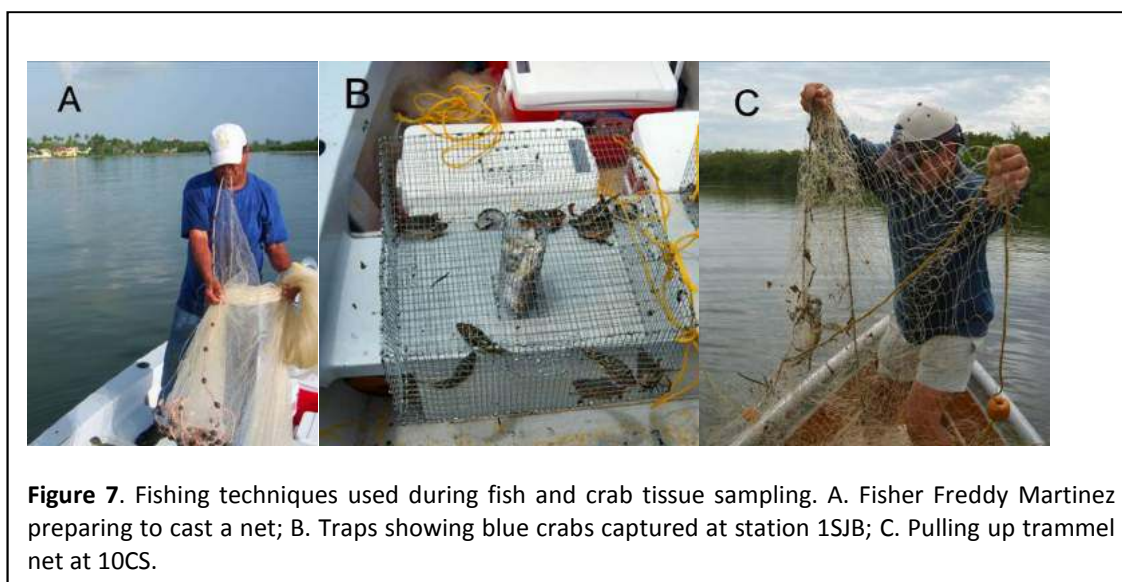 A
B
C
Figure 7. Fishing techniques used during fish and crab tissue sampling. A. Fisher Freddy Martinez
preparing to cast a net; B. Traps showing blue crabs captured at station 1SJB; C. Pulling up trammel
net at 10CS.